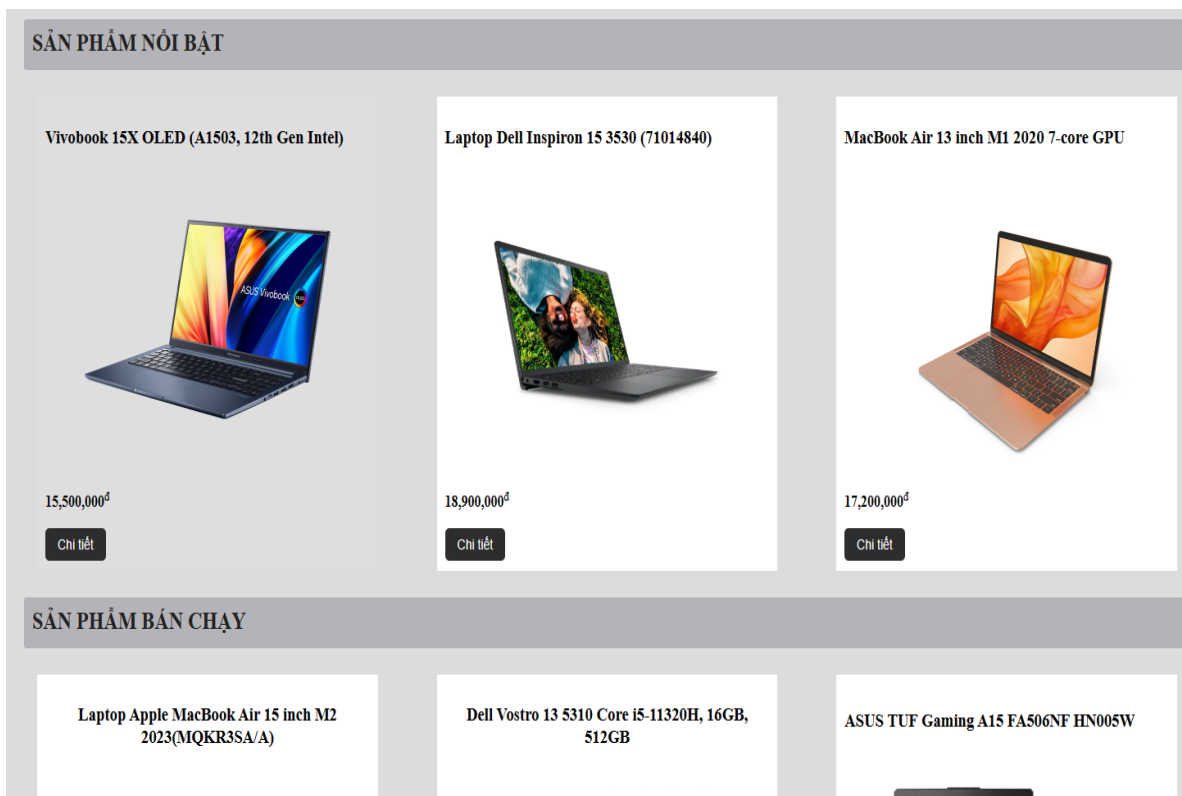 SẢN PHẨM NỔI BẬT
Vivobook 15X OLED (A1503, 12th Gen Intel)
Laptop Dell Inspiron 15 3530 (71014840)
MacBook Air 13 inch M1 2020 7-core GPU
ASUS Vivobook
OLED
15,500,000đ
18,900,000đ
17,200,000đ
Chi tiết
Chi tiết
Chi tiết
SẢN PHẨM BÁN CHẠY
Laptop Apple MacBook Air 15 inch M2
2023(MQKR3SA/A)
Dell Vostro 13 5310 Core i5-11320H, 16GB,
512GB
ASUS TUF Gaming A15 FA506NF HN005W